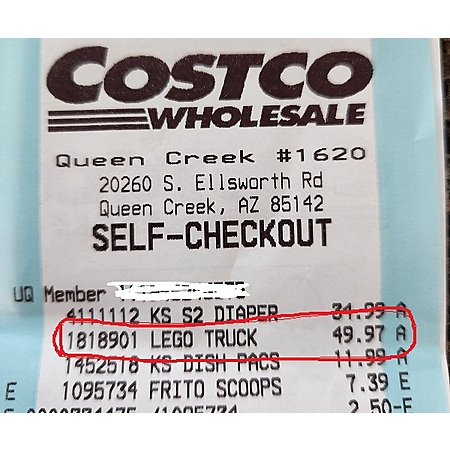 COSTCO
WHOLESALE
Queen Creek #1620
20260 S. Ellsworth Rd
Queen Creek, AZ 85142
SELF-CHECKOUT
UQ Member
4111112 KS S2 DIAPER 31.99 A
1818901 LEGO TRUCK 49.97 A
1452518 KS DISH PACS 11.99 A
E 1095734 FRITO SCOOPS 7.39 E
/1095734 2.50-E